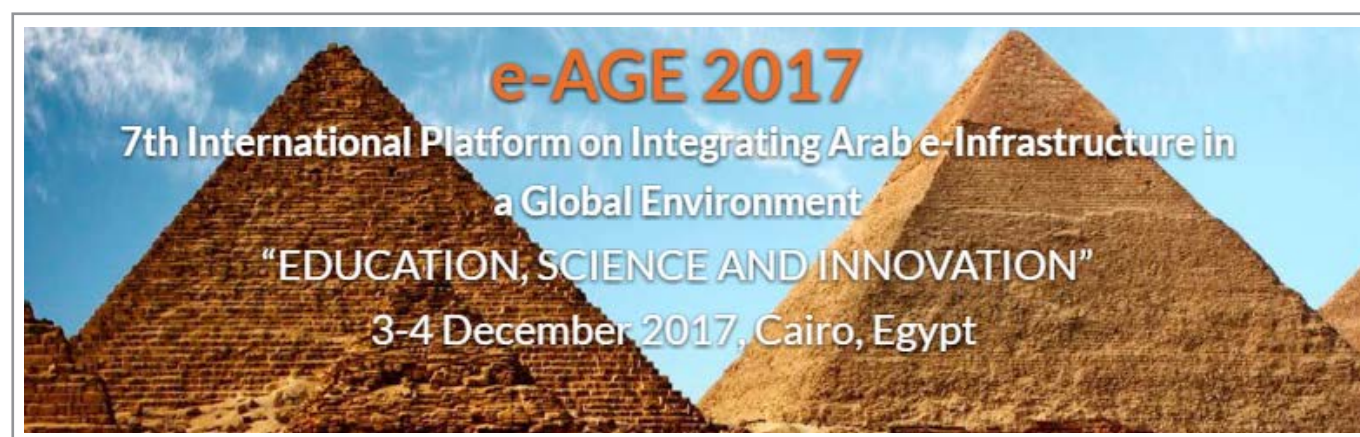 e-AGE 2017
7th International Platform on Integrating Arab e-Infrastructure in
a Global Environment
“EDUCATION, SCIENCE AND INNOVATION”
3-4 December 2017, Cairo, Egypt